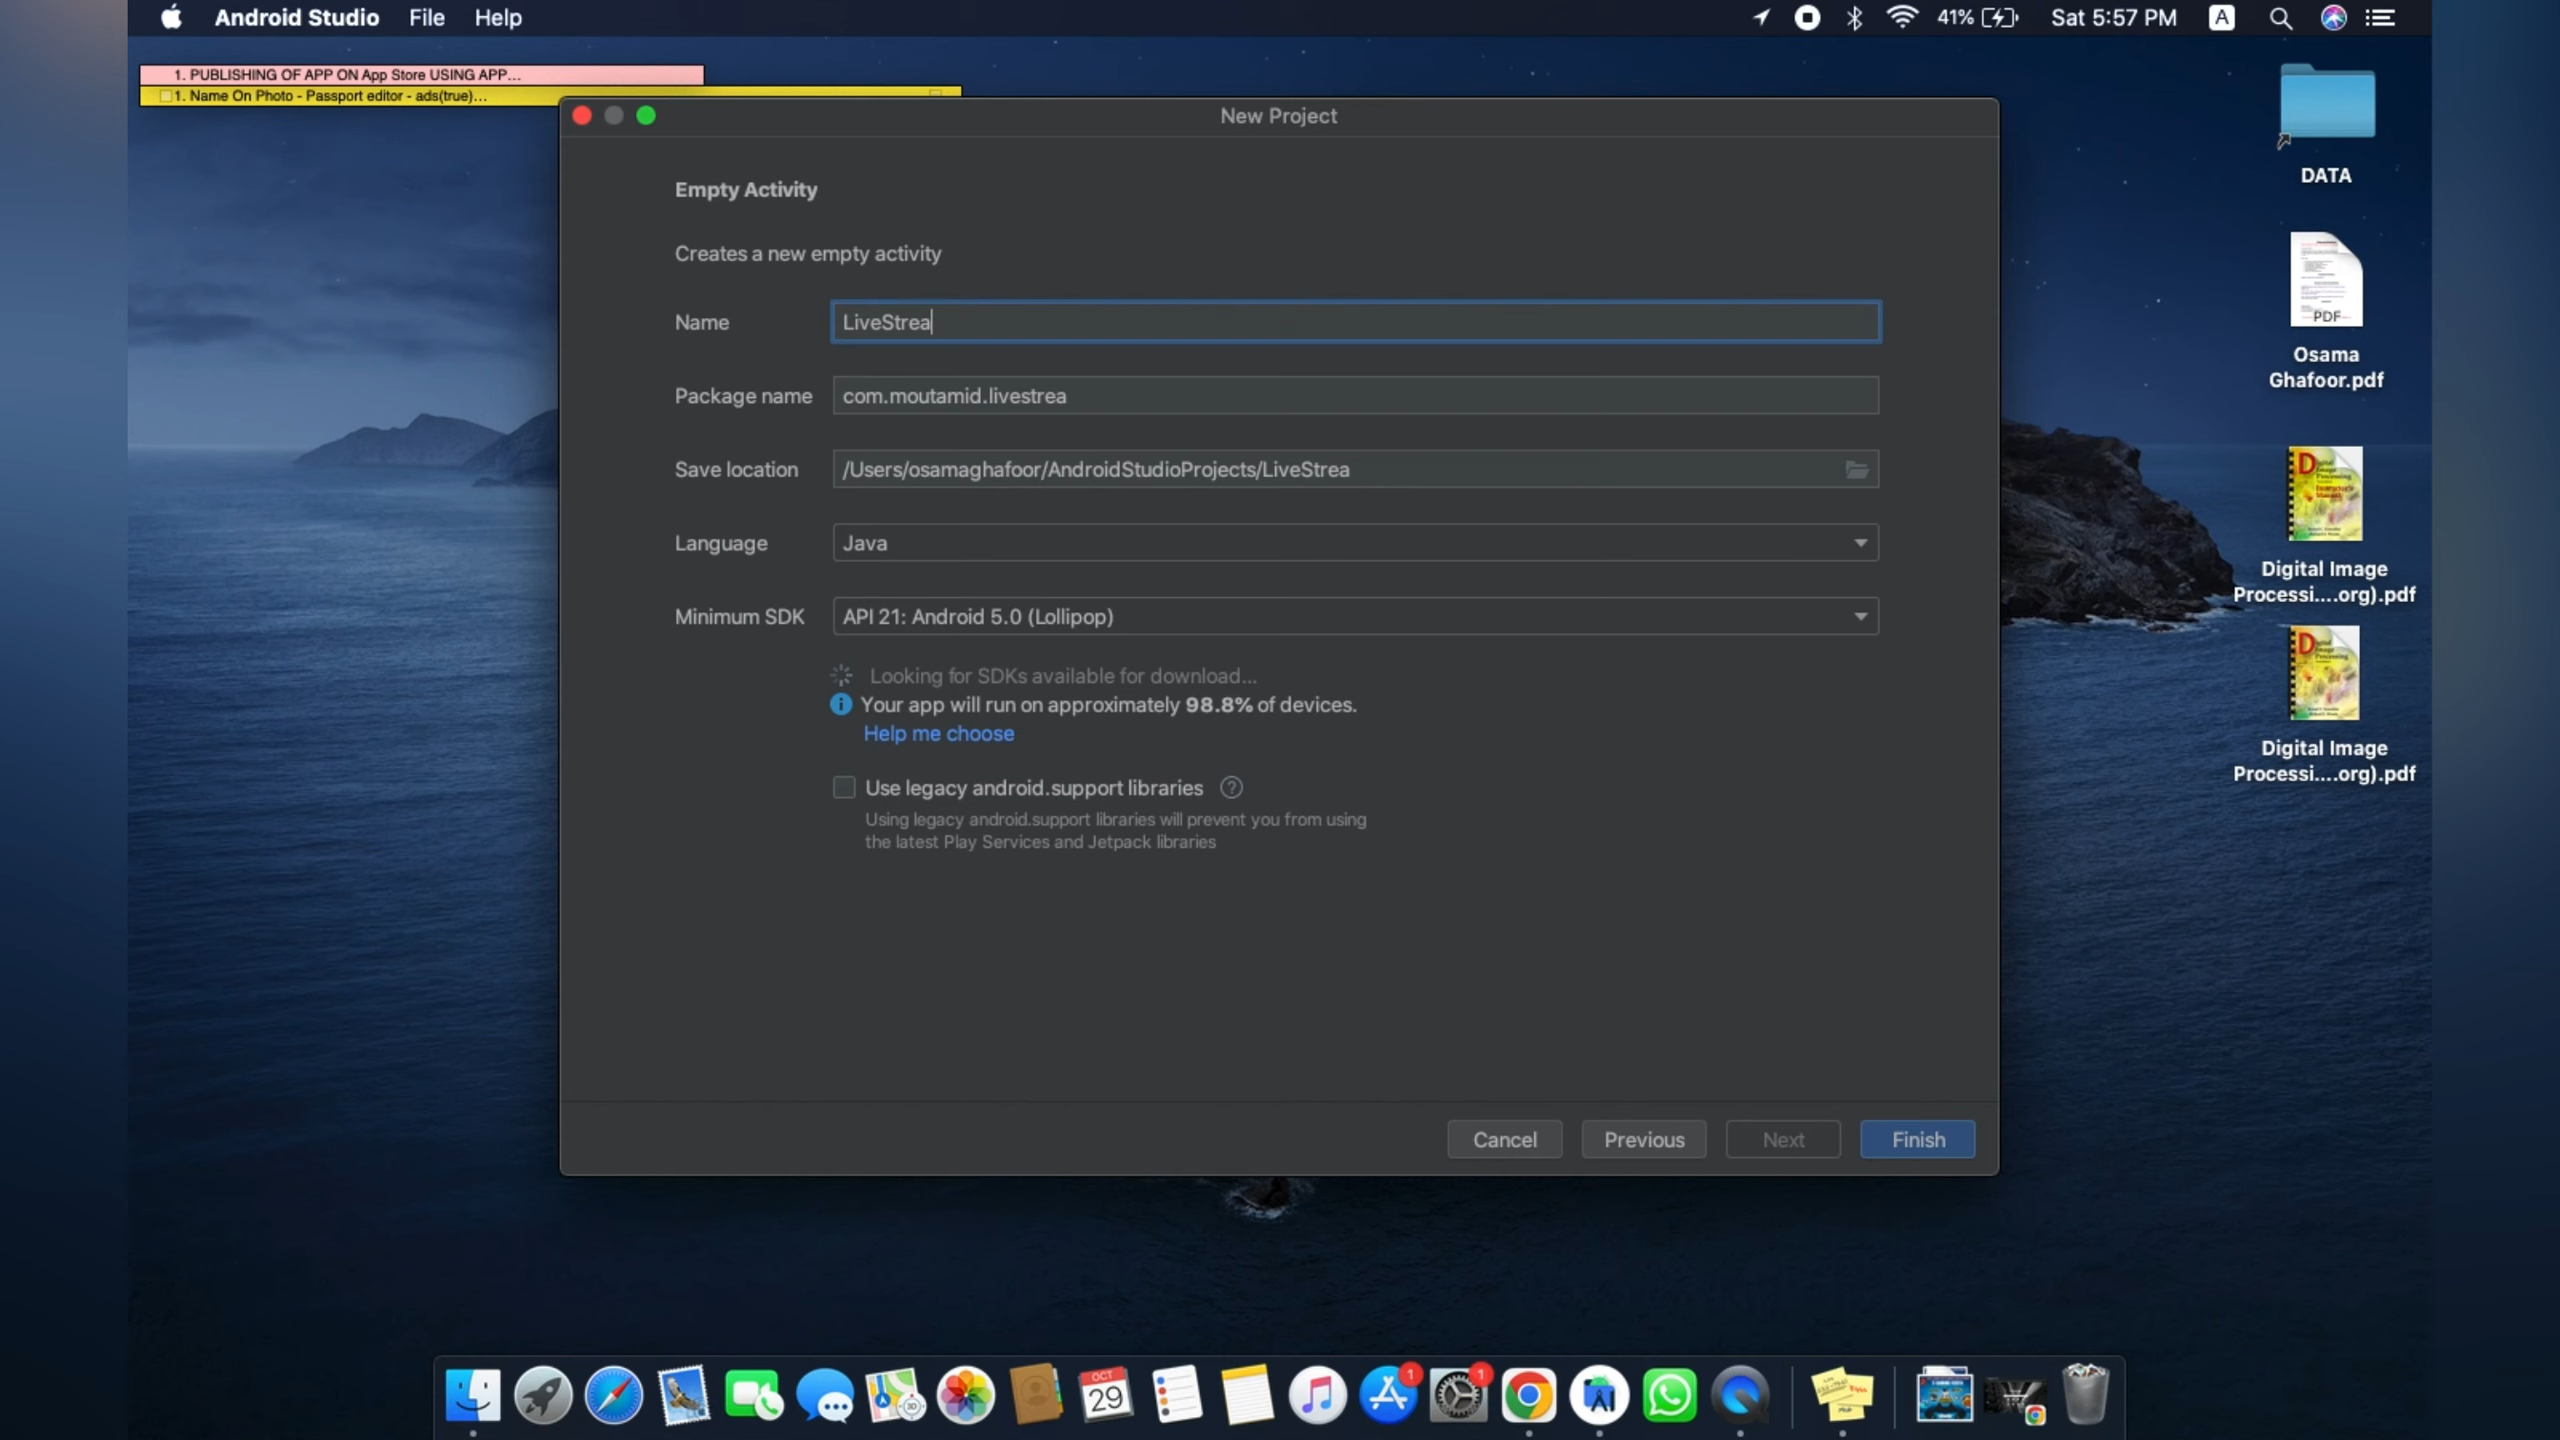 Android Studio File Help 41% Sat 5:57 PM A
1. PUBLISHING OF APP ON App Store USING APP...
1. Name On Photo - Passport editor - ads(true)...
New Project
Empty Activity
Creates a new empty activity
Name LiveStrea
Package name com.moutamid.livestrea
Save location /Users/osamaghafoor/AndroidStudioProjects/LiveStrea
Language Java
Minimum SDK API 21: Android 5.0 (Lollipop)
Looking for SDKs available for download...
Your app will run on approximately 98.8% of devices.
Help me choose
Use legacy android.support libraries ?
Using legacy android.support libraries will prevent you from using
the latest Play Services and Jetpack libraries
Cancel Previous Next Finish
DATA
PDF
Osama
Ghafoor.pdf
Digital Image
Processi....org).pdf
Digital Image
Processi....org).pdf
OCT
29
1
1